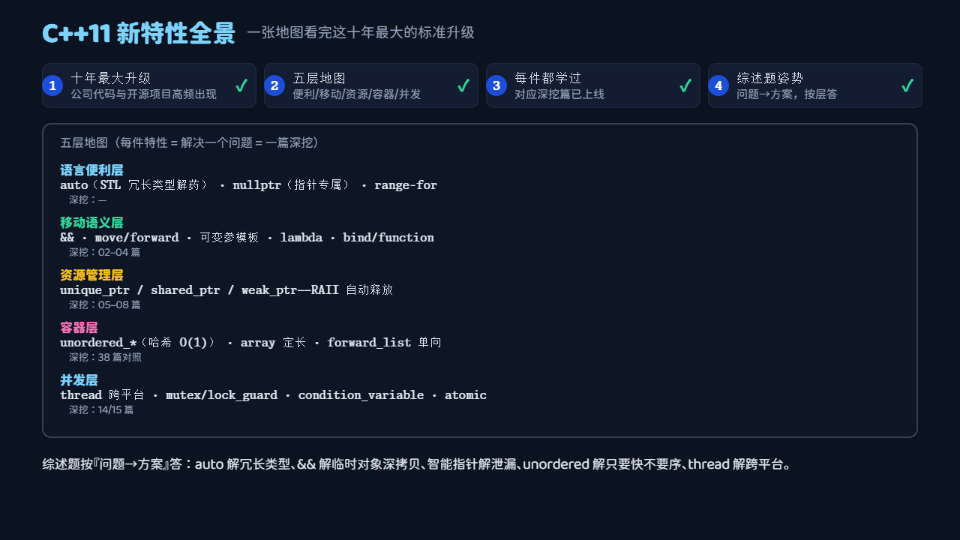 C++11 新特性全景 一张地图看完这十年最大的标准升级
1 十年最大升级 ✓
公司代码与开源项目高频出现
2 五层地图 ✓
便利/移动/资源/容器/并发
3 每件都学过 ✓
对应深挖篇已上线
4 综述题姿势 ✓
问题→方案，按层答
五层地图（每件特性 = 解决一个问题 = 一篇深挖）
语言便利层
auto（STL 冗长类型解药） · nullptr（指针专属） · range-for
深挖：—
移动语义层
&& · move/forward · 可变参模板 · lambda · bind/function
深挖：02–04 篇
资源管理层
unique_ptr / shared_ptr / weak_ptr——RAII 自动释放
深挖：05–08 篇
容器层
unordered_*（哈希 O(1)） · array 定长 · forward_list 单向
深挖：38 篇对照
并发层
thread 跨平台 · mutex/lock_guard · condition_variable · atomic
深挖：14/15 篇
综述题按『问题→方案』答：auto 解冗长类型、&& 解临时对象深拷贝、智能指针解泄漏、unordered 解只要快不要序、thread 解跨平台。